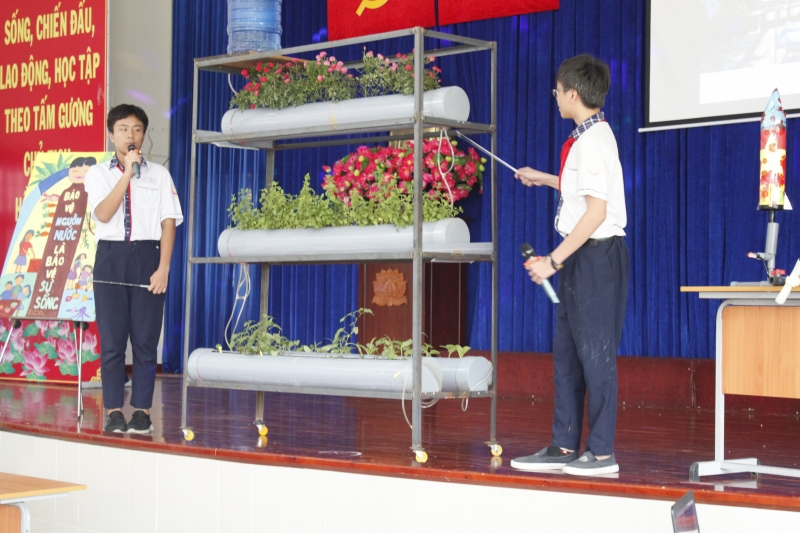 SỐNG, CHIẾN ĐẤU,
LAO ĐỘNG, HỌC TẬP
THEO TẤM GƯƠNG
BẢO
VỆ
NGUỒN
NƯỚC
LÀ BẢO
VỆ
SỰ
SỐNG